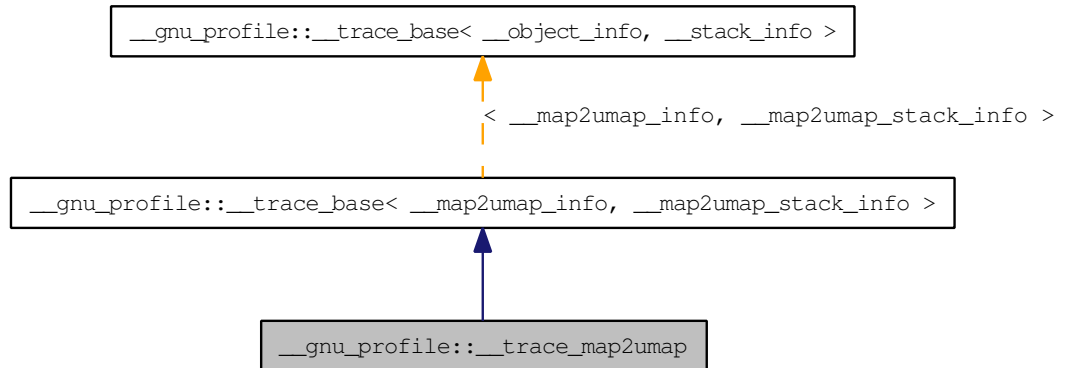 __gnu_profile::__trace_base< __object_info, __stack_info >
< __map2umap_info, __map2umap_stack_info >
__gnu_profile::__trace_base< __map2umap_info, __map2umap_stack_info >
__gnu_profile::__trace_map2umap